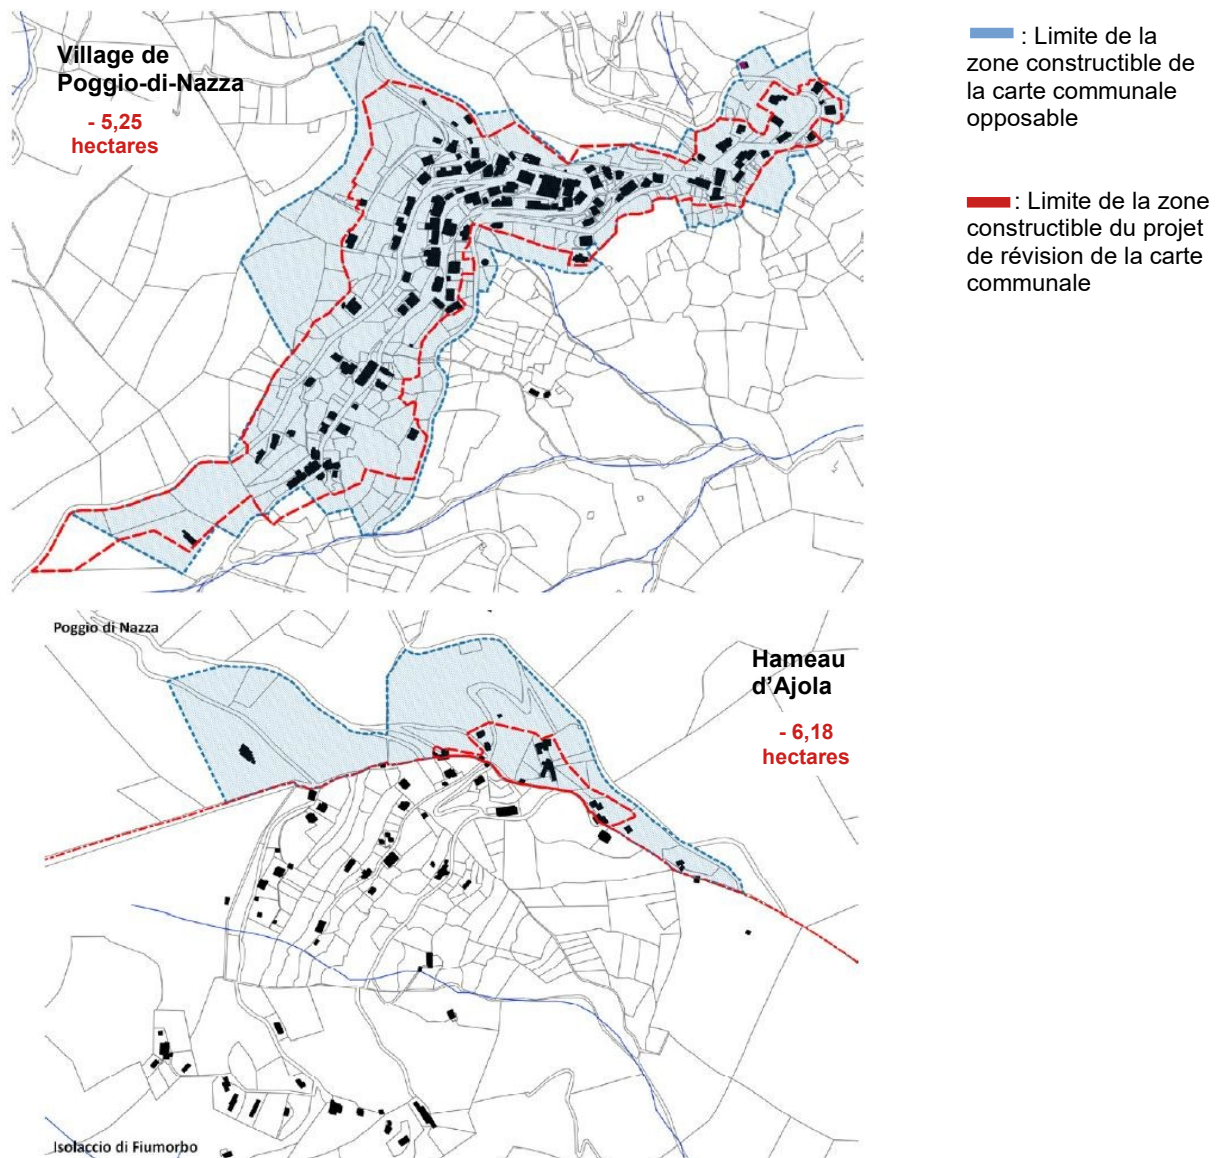 Village de
Poggio-di-Nazza
- 5,25
hectares
: Limite de la
zone constructible de
la carte communale
opposable
: Limite de la zone
constructible du projet
de révision de la carte
communale
Poggio di Nazza
Hameau
d'Ajola
- 6,18
hectares
Isolaccio di Fiumorbo